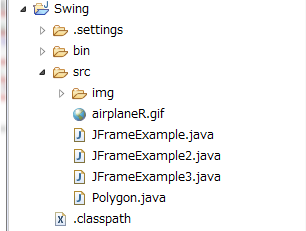 Swing
.settings
bin
src
img
airplaneR.gif
JFrameExample.java
JFrameExample2.java
JFrameExample3.java
Polygon.java
.classpath